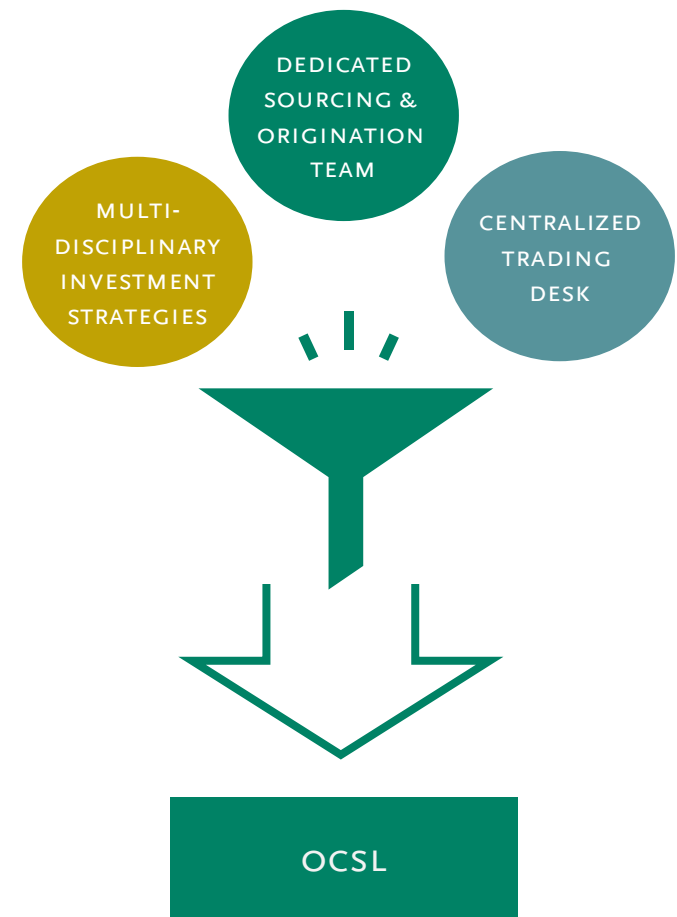 DEDICATED
SOURCING &
ORIGINATION
TEAM
MULTI-
DISCIPLINARY
INVESTMENT
STRATEGIES
CENTRALIZED
TRADING
DESK
OCSL